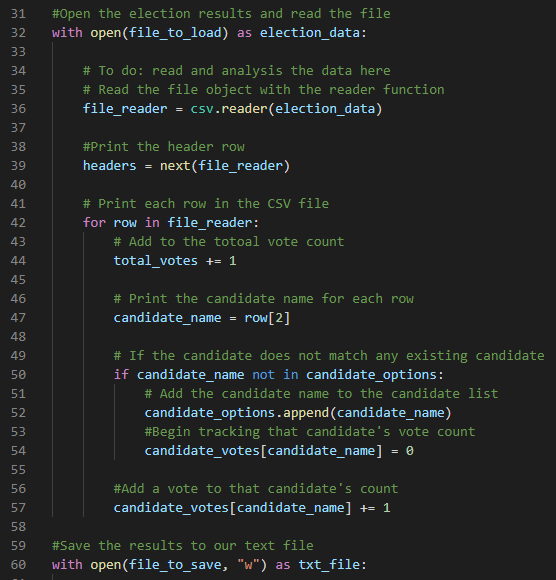 31 #Open the election results and read the file
32 with open(file_to_load) as election_data:
33
34 # To do: read and analysis the data here
35 # Read the file object with the reader function
36 file_reader = csv.reader(election_data)
37
38 #Print the header row
39 headers = next(file_reader)
40
41 # Print each row in the CSV file
42 for row in file_reader:
43 # Add to the totoal vote count
44 total_votes += 1
45
46 # Print the candidate name for each row
47 candidate_name = row[2]
48
49 # If the candidate does not match any existing candidate
50 if candidate_name not in candidate_options:
51 # Add the candidate name to the candidate list
52 candidate_options.append(candidate_name)
53 #Begin tracking that candidate's vote count
54 candidate_votes[candidate_name] = 0
55
56 #Add a vote to that candidate's count
57 candidate_votes[candidate_name] += 1
58
59 #Save the results to our text file
60 with open(file_to_save, "w") as txt_file: